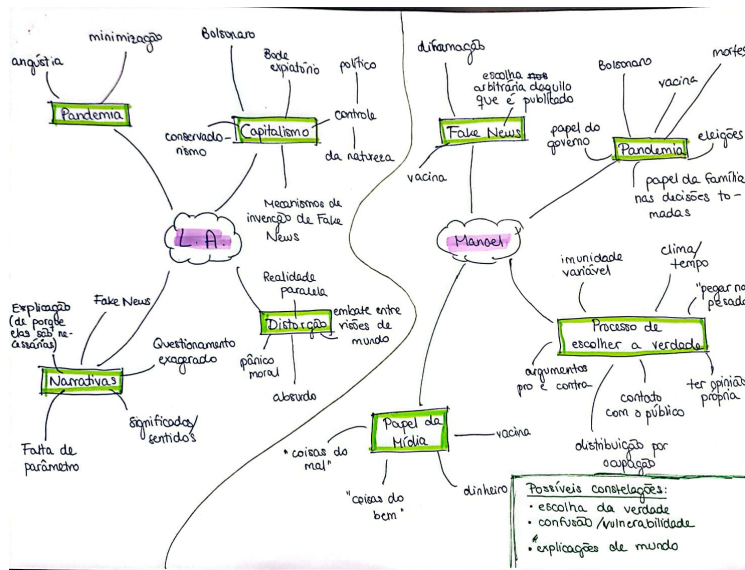 minimização
angústia
Pandemia
Bolsonaro
Bode
expiatório
político
controle
da natureza
conservado-
rismo
Capitalismo
Mecanismos de
invenção de Fake
News
L. A.
Realidade
paralela
Distorção
embate entre
visões de
mundo
pânico
moral
absurdo
Explicação
(de porque
elas são ne-
cessárias)
Fake News
Questionamento
exagerado
Narrativas
Falta de
parâmetro
significados/
sentidos
difamação
escolha
arbitrária daquilo
que é publicado
Fake News
vacina
Bolsonaro
vacina
mortes
papel do
governo
Pandemia
eleições
papel da família
nas decisões to-
madas
Manoel
imunidade
variável
clima/
tempo
"pegar no
pesado
Processo de
escolher a verdade
argumentos
pro e contra
contato
com o público
ter opinião
própria
distribuição por
ocupação
Papel da
Mídia
vacina
"coisas do
mal"
"coisas do
bem"
dinheiro
Possíveis constelações:
• escolha da verdade
• confusão/vulnerabilidade
• explicações de mundo